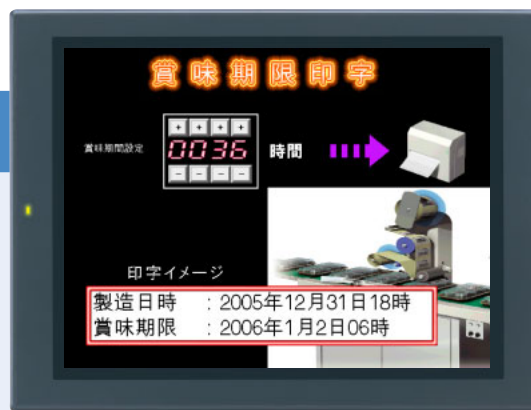 賞味期限印字
賞味期間設定
+ + + +
0036 時間
- - - -
印字イメージ
製造日時 : 2005年12月31日18時
賞味期限 : 2006年1月2日06時